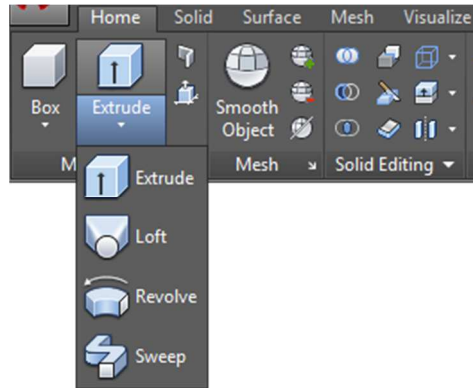 Home Solid Surface Mesh Visualize
Box
Extrude
Smooth
Object
M
Mesh
Solid Editing
Extrude
Loft
Revolve
Sweep